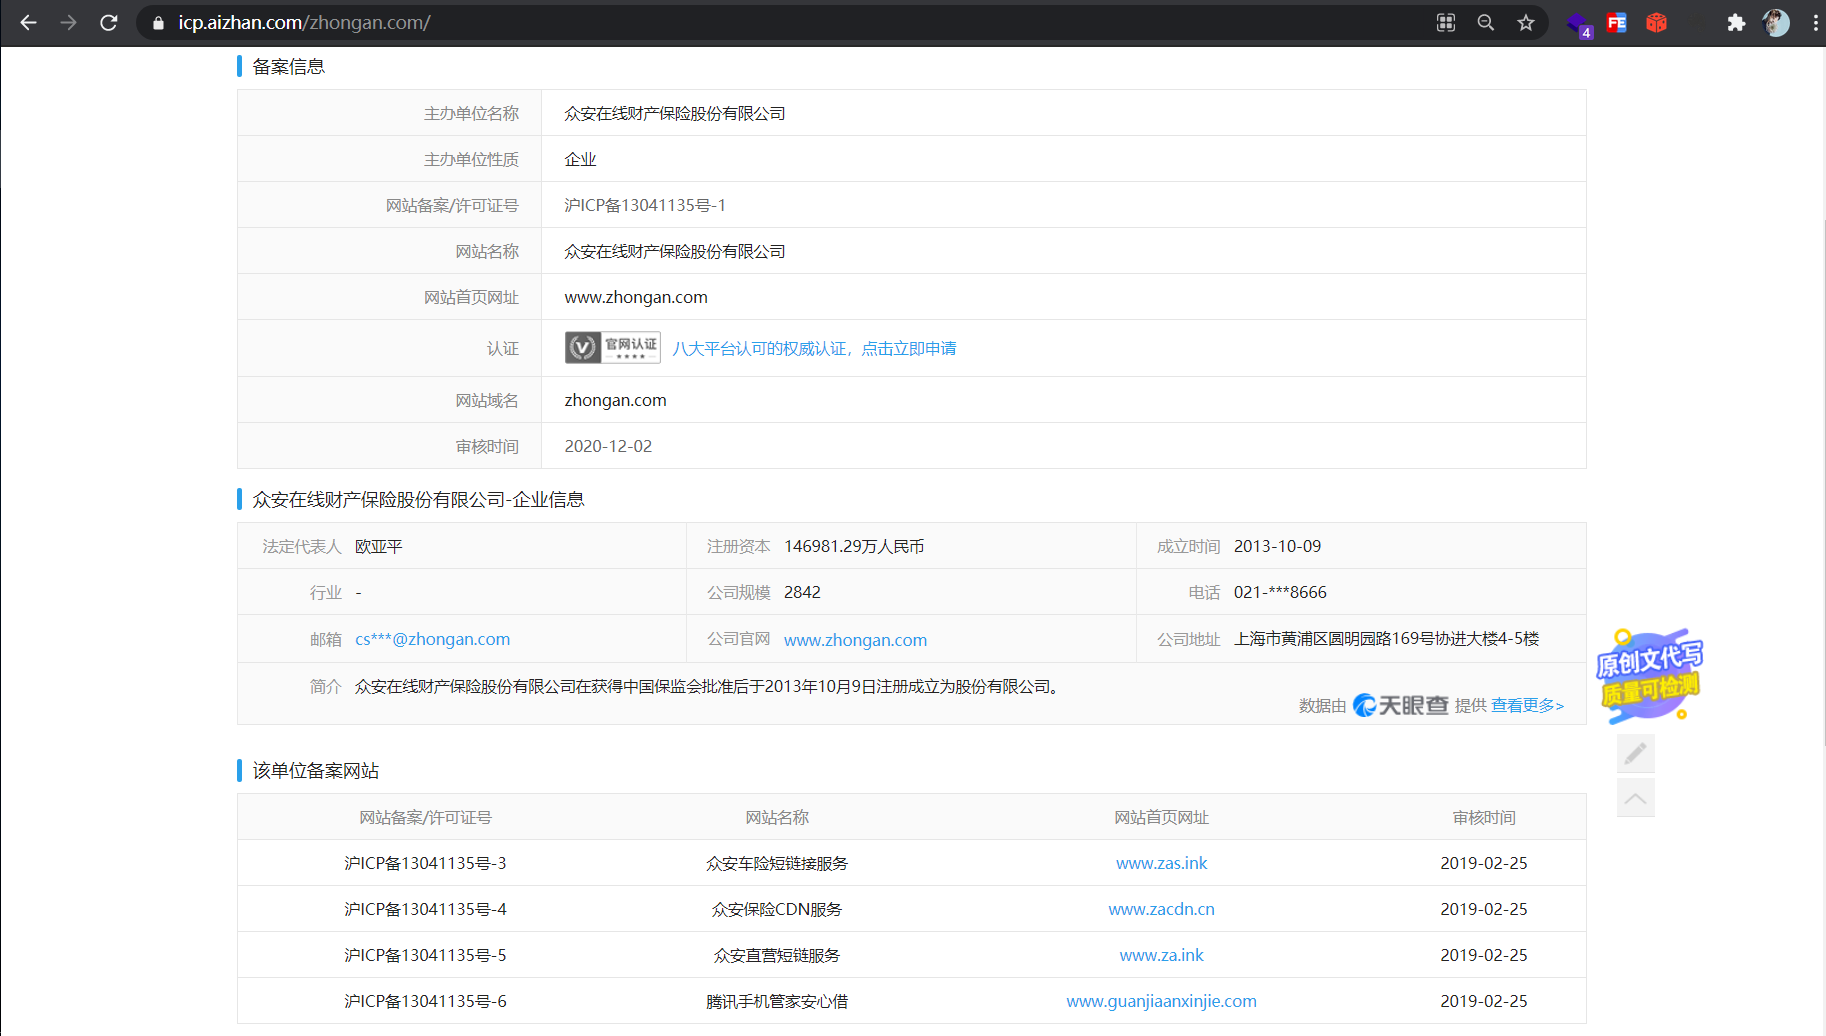 icp.aizhan.com/zhongan.com/
4
FE
备案信息
主办单位名称 众安在线财产保险股份有限公司
主办单位性质 企业
网站备案/许可证号 沪ICP备13041135号-1
网站名称 众安在线财产保险股份有限公司
网站首页网址 www.zhongan.com
认证 V 官网认证 八大平台认可的权威认证，点击立即申请
网站域名 zhongan.com
审核时间 2020-12-02
众安在线财产保险股份有限公司-企业信息
法定代表人 欧亚平 注册资本 146981.29万人民币 成立时间 2013-10-09
行业 - 公司规模 2842 电话 021-***8666
邮箱 cs***@zhongan.com 公司官网 www.zhongan.com 公司地址 上海市黄浦区圆明园路169号协进大楼4-5楼
简介 众安在线财产保险股份有限公司在获得中国保监会批准后于2013年10月9日注册成立为股份有限公司。
数据由 天眼查 提供 查看更多>
原创文代写
质量可检测
该单位备案网站
网站备案/许可证号 网站名称 网站首页网址 审核时间
沪ICP备13041135号-3 众安车险短链接服务 www.zas.ink 2019-02-25
沪ICP备13041135号-4 众安保险CDN服务 www.zacdn.cn 2019-02-25
沪ICP备13041135号-5 众安直营短链服务 www.za.ink 2019-02-25
沪ICP备13041135号-6 腾讯手机管家安心借 www.guanjiaanxinjie.com 2019-02-25